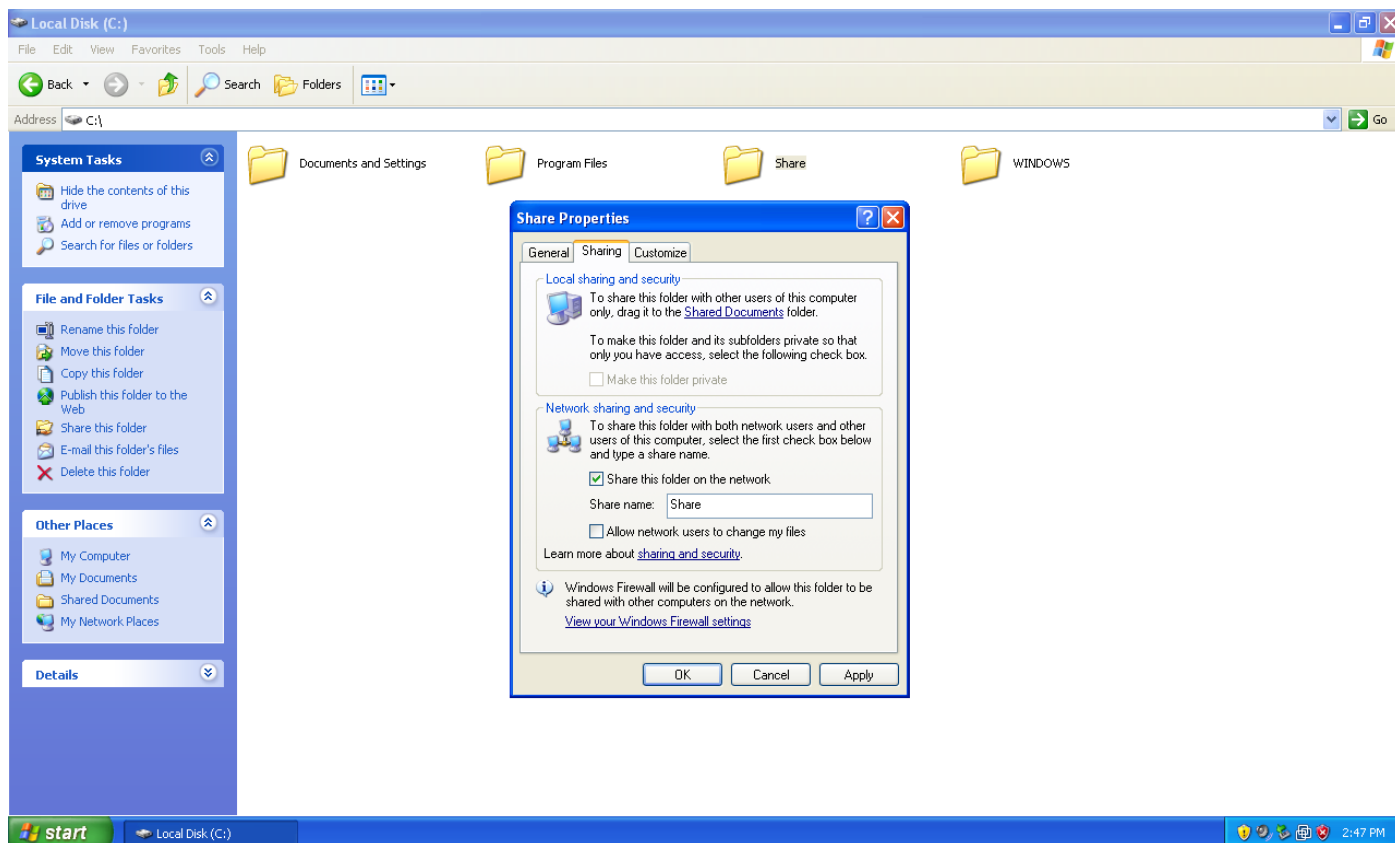 Local Disk (C:)
File Edit View Favorites Tools Help
Back Search Folders
Address C:\ Go
System Tasks
Hide the contents of this
drive
Add or remove programs
Search for files or folders
File and Folder Tasks
Rename this folder
Move this folder
Copy this folder
Publish this folder to the
Web
Share this folder
E-mail this folder's files
Delete this folder
Other Places
My Computer
My Documents
Shared Documents
My Network Places
Details
Documents and Settings Program Files Share WINDOWS
Share Properties
General Sharing Customize
Local sharing and security
To share this folder with other users of this computer
only, drag it to the Shared Documents folder.
To make this folder and its subfolders private so that
only you have access, select the following check box.
Make this folder private
Network sharing and security
To share this folder with both network users and other
users of this computer, select the first check box below
and type a share name.
Share this folder on the network
Share name: Share
Allow network users to change my files
Learn more about sharing and security.
Windows Firewall will be configured to allow this folder to be
shared with other computers on the network.
View your Windows Firewall settings
OK Cancel Apply
start Local Disk (C:) 2:47 PM